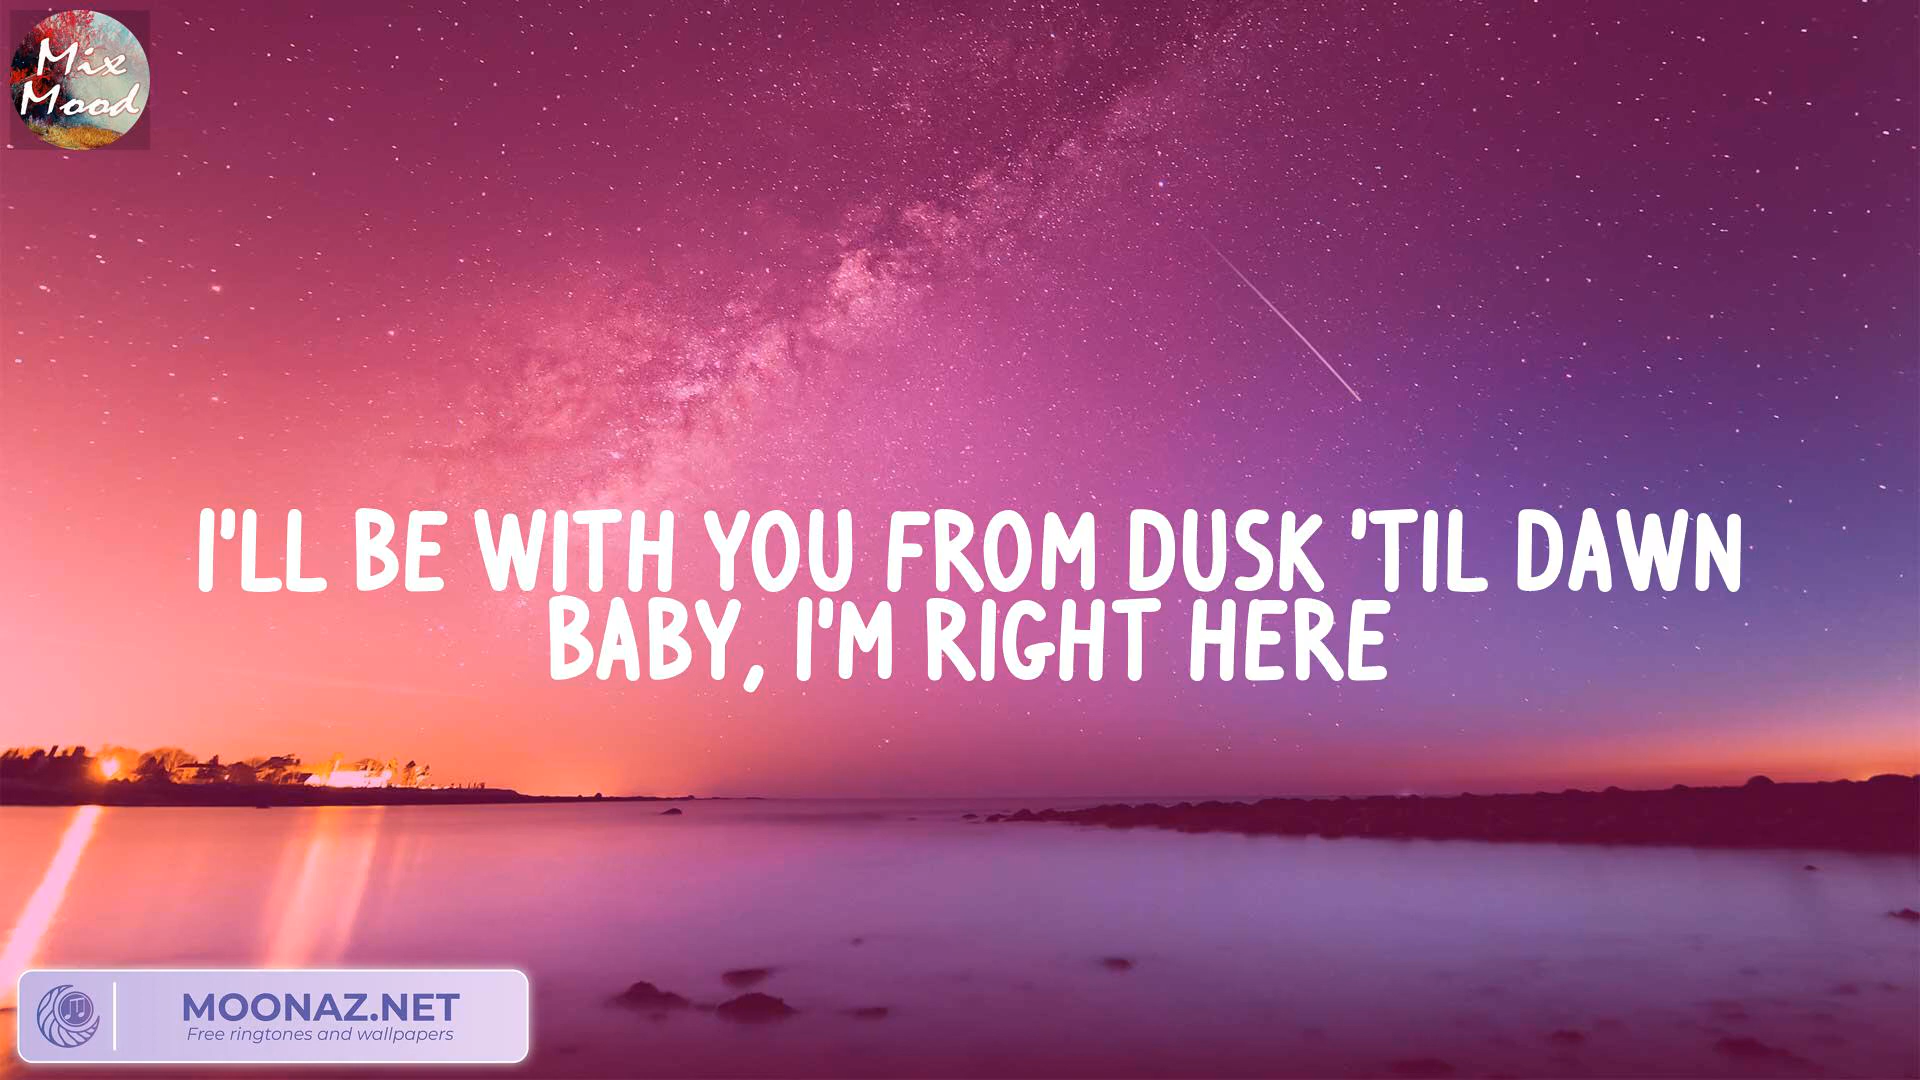 Mix
Mood
I'LL BE WITH YOU FROM DUSK 'TIL DAWN
BABY, I'M RIGHT HERE
MOONAZ.NET
Free ringtones and wallpapers